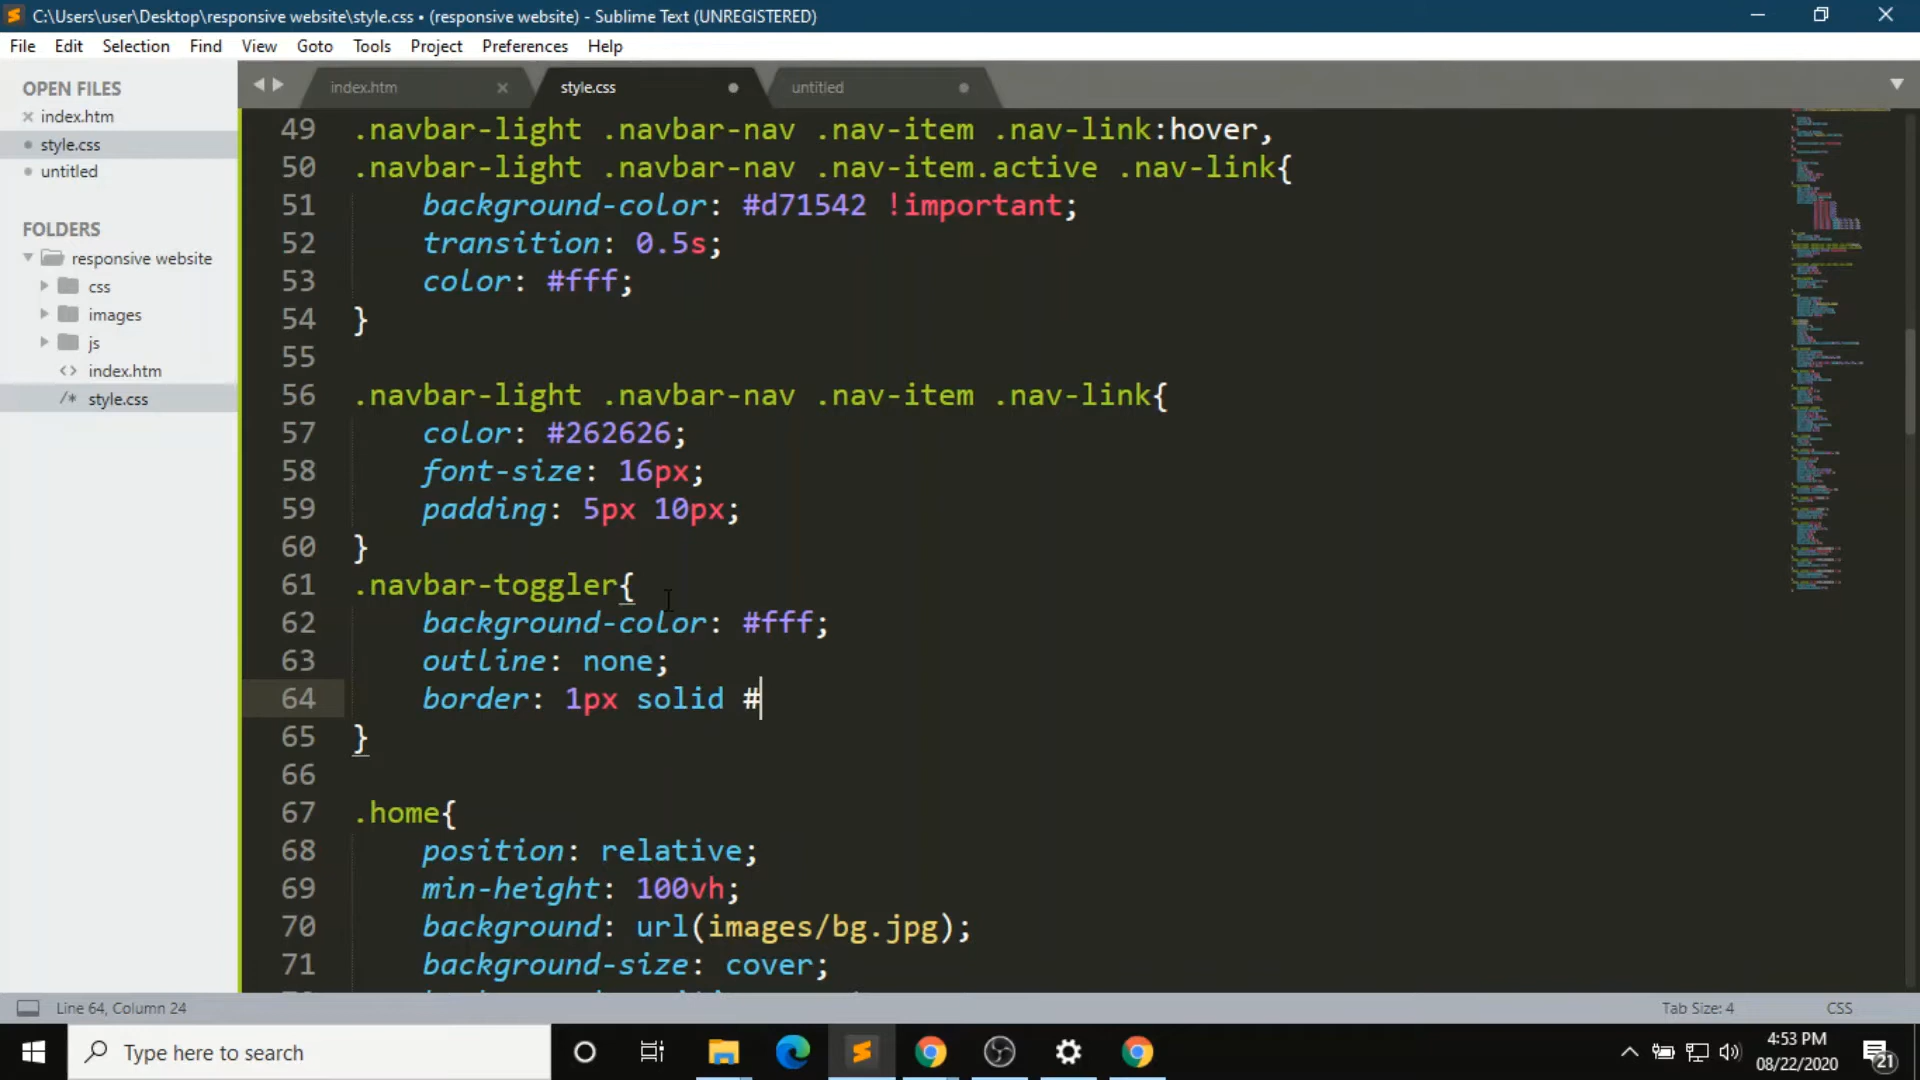 C:\Users\user\Desktop\responsive website\style.css • (responsive website) - Sublime Text (UNREGISTERED)
File Edit Selection Find View Goto Tools Project Preferences Help
OPEN FILES
index.htm
style.css
untitled
FOLDERS
responsive website
css
images
js
<> index.htm
/* style.css
index.htm style.css untitled
49 .navbar-light .navbar-nav .nav-item .nav-link:hover,
50 .navbar-light .navbar-nav .nav-item.active .nav-link{
51 background-color: #d71542 !important;
52 transition: 0.5s;
53 color: #fff;
54 }
55
56 .navbar-light .navbar-nav .nav-item .nav-link{
57 color: #262626;
58 font-size: 16px;
59 padding: 5px 10px;
60 }
61 .navbar-toggler{
62 background-color: #fff;
63 outline: none;
64 border: 1px solid #
65 }
66
67 .home{
68 position: relative;
69 min-height: 100vh;
70 background: url(images/bg.jpg);
71 background-size: cover;
Line 64, Column 24
Tab Size: 4
CSS
Type here to search
4:53 PM
08/22/2020
21